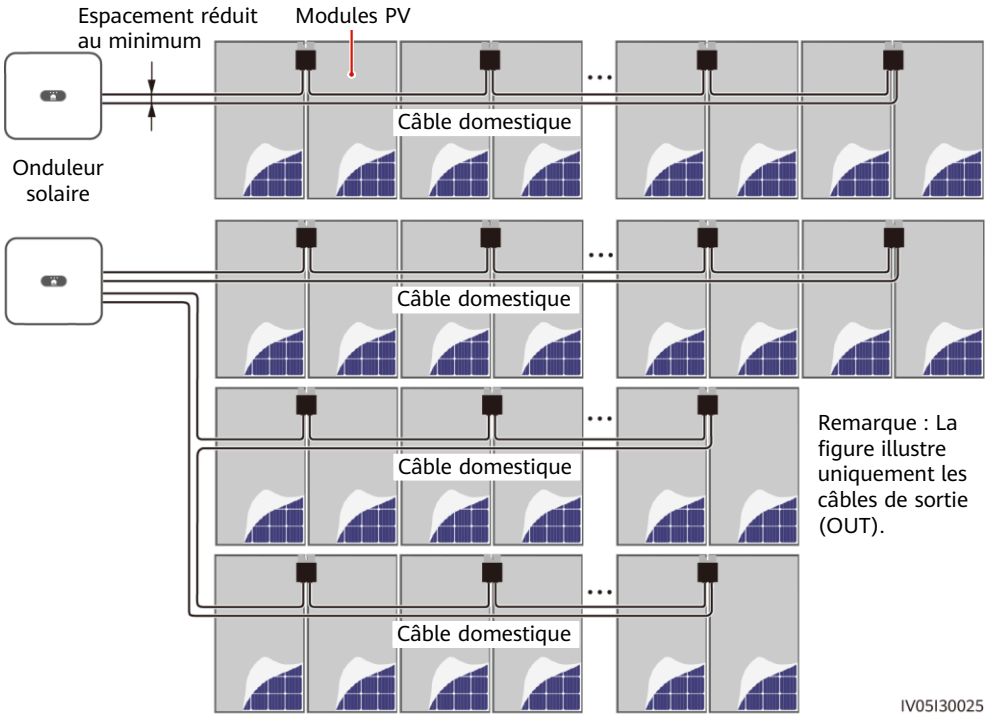 Espacement réduit
au minimum
Modules PV
Câble domestique
Onduleur
solaire
Câble domestique
Câble domestique
Remarque : La
figure illustre
uniquement les
câbles de sortie
(OUT).
Câble domestique
IV05I30025